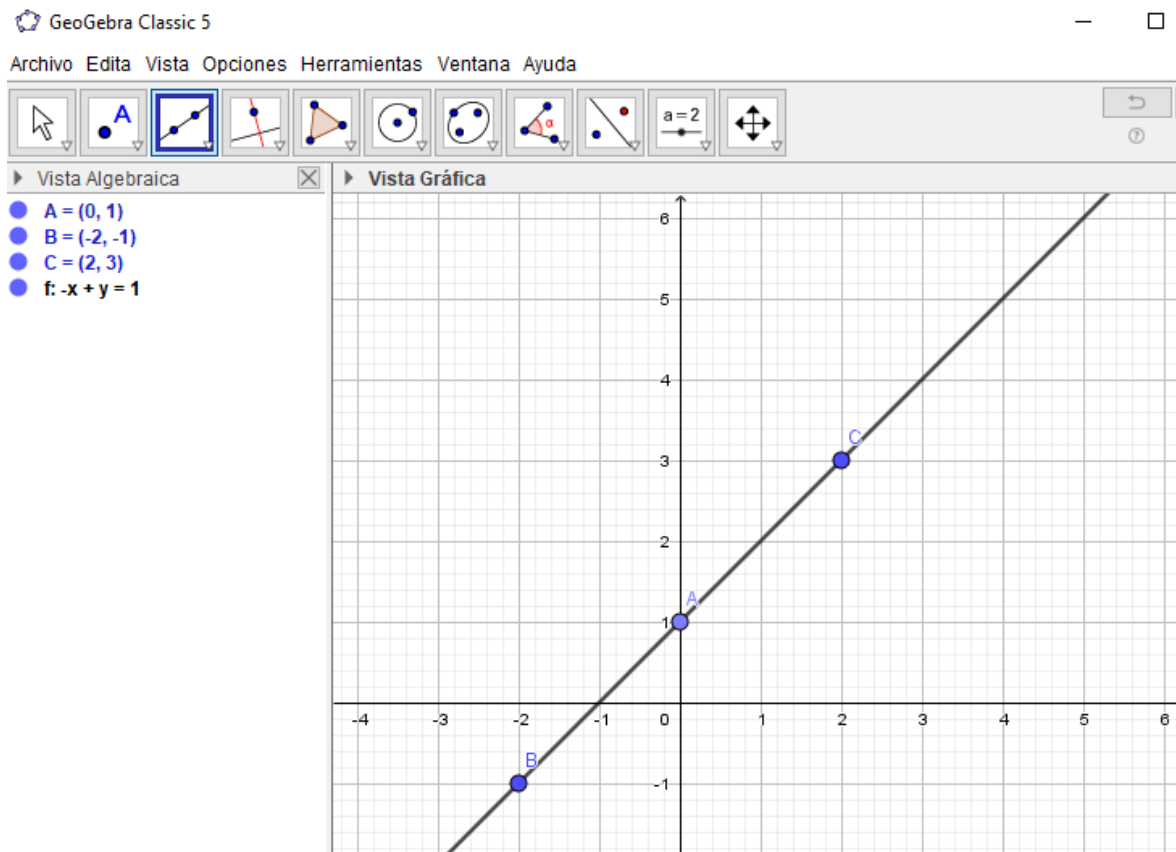 GeoGebra Classic 5
Archivo Edita Vista Opciones Herramientas Ventana Ayuda
A α a = 2
Vista Algebraica
Vista Gráfica
A = (0, 1)
B = (-2, -1)
C = (2, 3)
f: -x + y = 1
6
5
4
C
3
2
A
1
-4 -3 -2 -1 0 1 2 3 4 5 6
B
-1